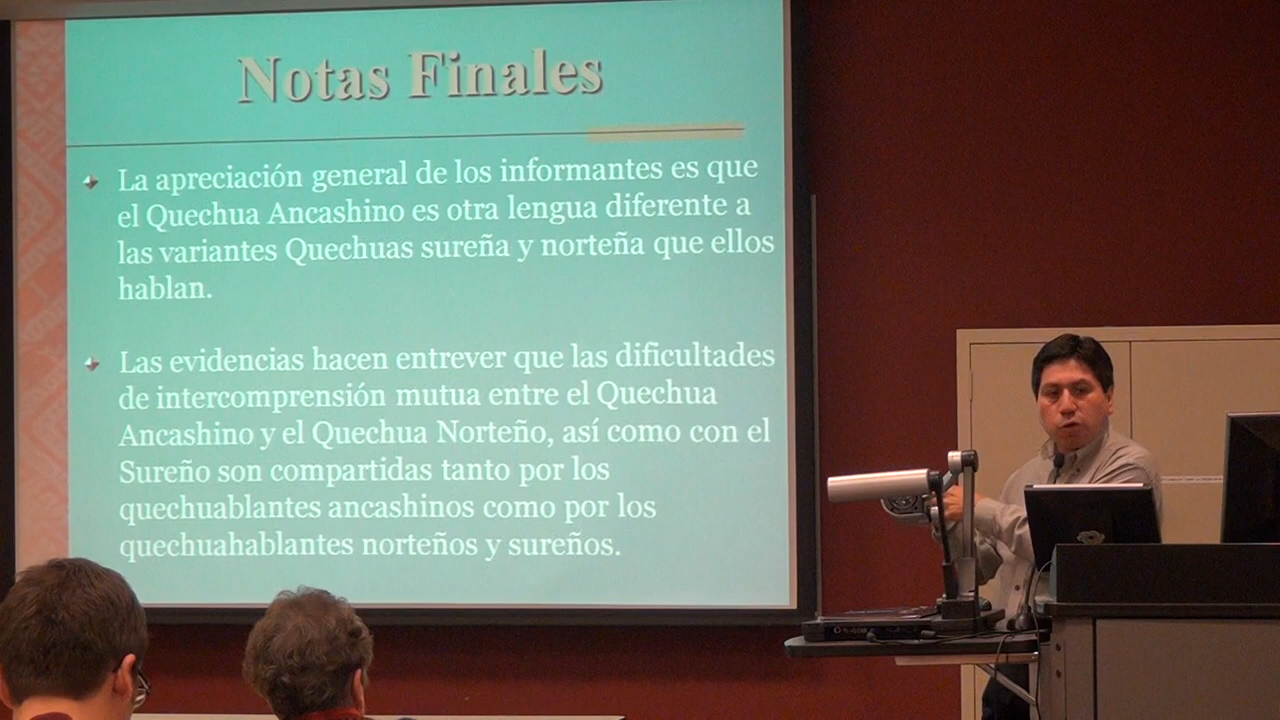 Notas Finales
La apreciación general de los informantes es que
el Quechua Ancashino es otra lengua diferente a
las variantes Quechuas sureña y norteña que ellos
hablan.
Las evidencias hacen entrever que las dificultades
de intercomprensión mutua entre el Quechua
Ancashino y el Quechua Norteño, así como con el
Sureño son compartidas tanto por los
quechuablantes ancashinos como por los
quechuahablantes norteños y sureños.